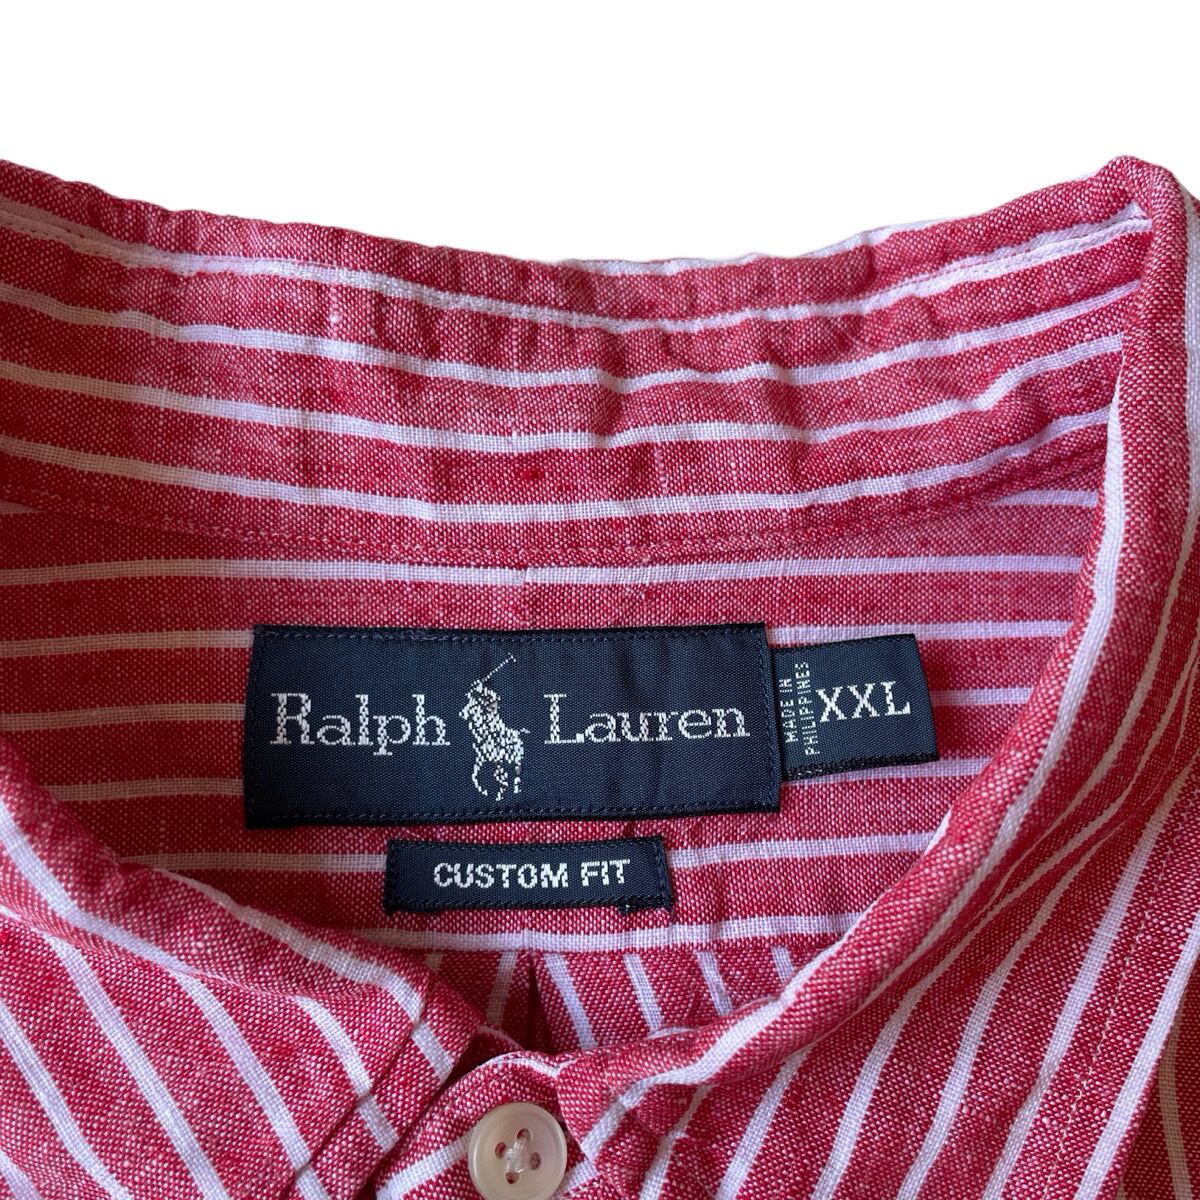 Ralph Lauren
MADE IN
PHILIPPINES
XXL
CUSTOM FIT